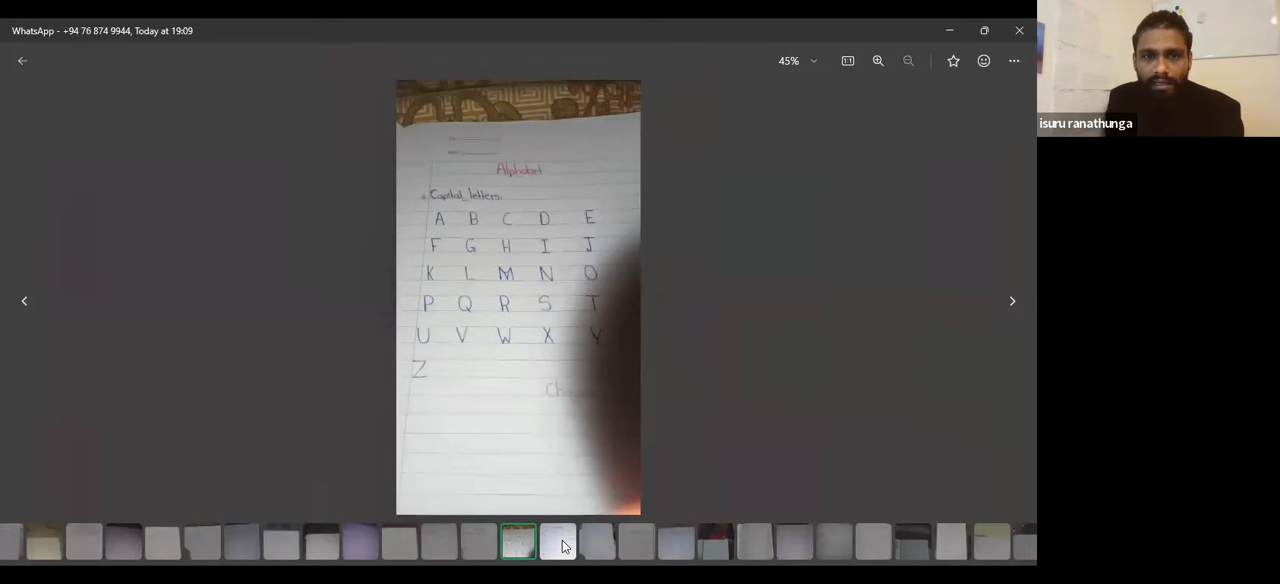 WhatsApp - +94 76 874 9944, Today at 19:09
45%
isuru ranathunga
Alphabet
Capital letters.
A B C D E
F G H I J
K L M N O
P Q R S T
U V W X Y
Z